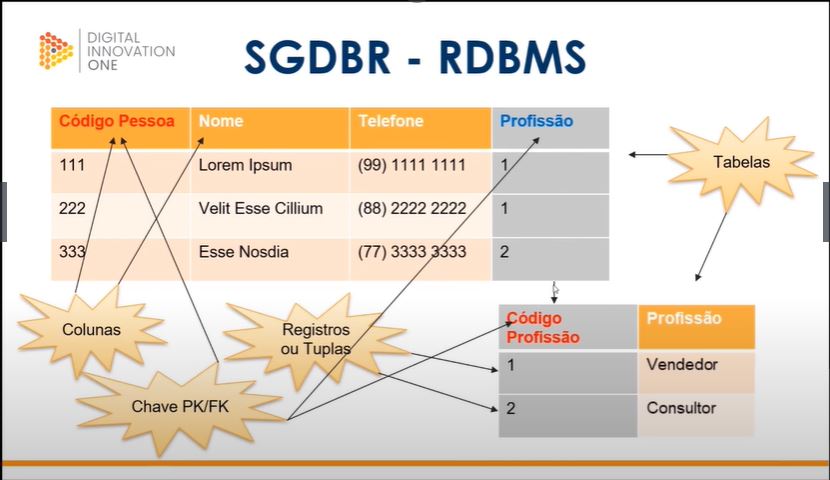 DIGITAL
INNOVATION
ONE
SGDBR - RDBMS
Código Pessoa Nome Telefone Profissão
111 Lorem Ipsum (99) 1111 1111 1
222 Velit Esse Cillium (88) 2222 2222 1
333 Esse Nosdia (77) 3333 3333 2
Tabelas
Colunas
Registros
ou Tuplas
Chave PK/FK
Código
Profissão
Profissão
1 Vendedor
2 Consultor